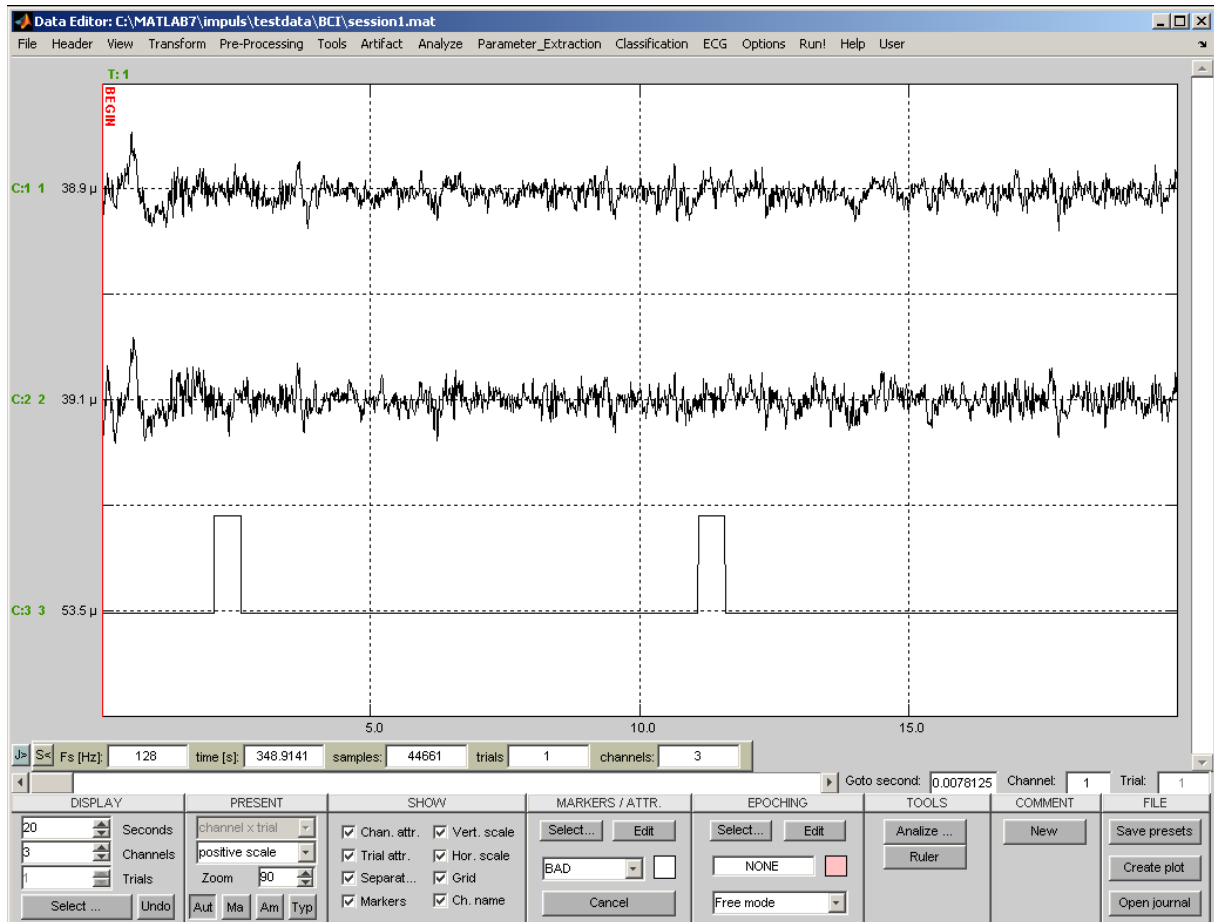 Data Editor: C:\MATLAB7\impuls\testdata\BCI\session1.mat
File Header View Transform Pre-Processing Tools Artifact Analyze Parameter_Extraction Classification ECG Options Run! Help User
T: 1
BEGIN
C:1 1 38.9 µ
C:2 2 39.1 µ
C:3 3 53.5 µ
5.0 10.0 15.0
J> S< Fs [Hz]: 128 time [s]: 348.9141 samples: 44661 trials 1 channels: 3
Goto second: 0.0078125 Channel: 1 Trial: 1
DISPLAY PRESENT SHOW MARKERS / ATTR. EPOCHING TOOLS COMMENT FILE
20 Seconds channel x trial Chan. attr. Vert. scale Select... Edit Select... Edit Analize ... New Save presets
3 Channels positive scale Trial attr. Hor. scale BAD NONE Ruler Create plot
1 Trials Zoom 90 Separat... Grid
Select ... Undo Aut Ma Am Typ Markers Ch. name Cancel Free mode Open journal